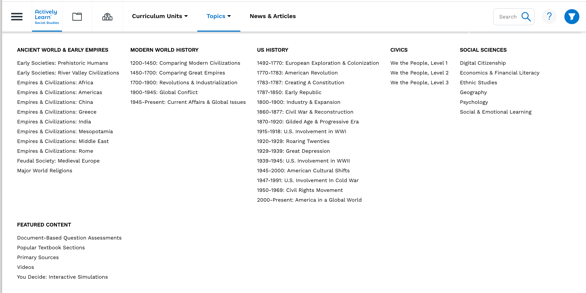 Actively
Learn
Social Studies
Curriculum Units
Topics
News & Articles
Search
?
ANCIENT WORLD & EARLY EMPIRES
Early Societies: Prehistoric Humans
Early Societies: River Valley Civilizations
Empires & Civilizations: Africa
Empires & Civilizations: Americas
Empires & Civilizations: China
Empires & Civilizations: Greece
Empires & Civilizations: India
Empires & Civilizations: Mesopotamia
Empires & Civilizations: Middle East
Empires & Civilizations: Rome
Feudal Society: Medieval Europe
Major World Religions
MODERN WORLD HISTORY
1200-1450: Comparing Modern Civilizations
1450-1700: Comparing Great Empires
1700-1900: Revolutions & Industrialization
1900-1945: Global Conflict
1945-Present: Current Affairs & Global Issues
US HISTORY
1492-1770: European Exploration & Colonization
1770-1783: American Revolution
1783-1787: Creating A Constitution
1787-1850: Early Republic
1800-1900: Industry & Expansion
1860-1877: Civil War & Reconstruction
1870-1920: Gilded Age & Progressive Era
1915-1918: U.S. Involvement in WWI
1920-1929: Roaring Twenties
1929-1939: Great Depression
1939-1945: U.S. Involvement in WWII
1945-2000: American Cultural Shifts
1947-1991: U.S. Involvement In Cold War
1950-1969: Civil Rights Movement
2000-Present: America in a Global World
CIVICS
We the People, Level 1
We the People, Level 2
We the People, Level 3
SOCIAL SCIENCES
Digital Citizenship
Economics & Financial Literacy
Ethnic Studies
Geography
Psychology
Social & Emotional Learning
FEATURED CONTENT
Document-Based Question Assessments
Popular Textbook Sections
Primary Sources
Videos
You Decide: Interactive Simulations